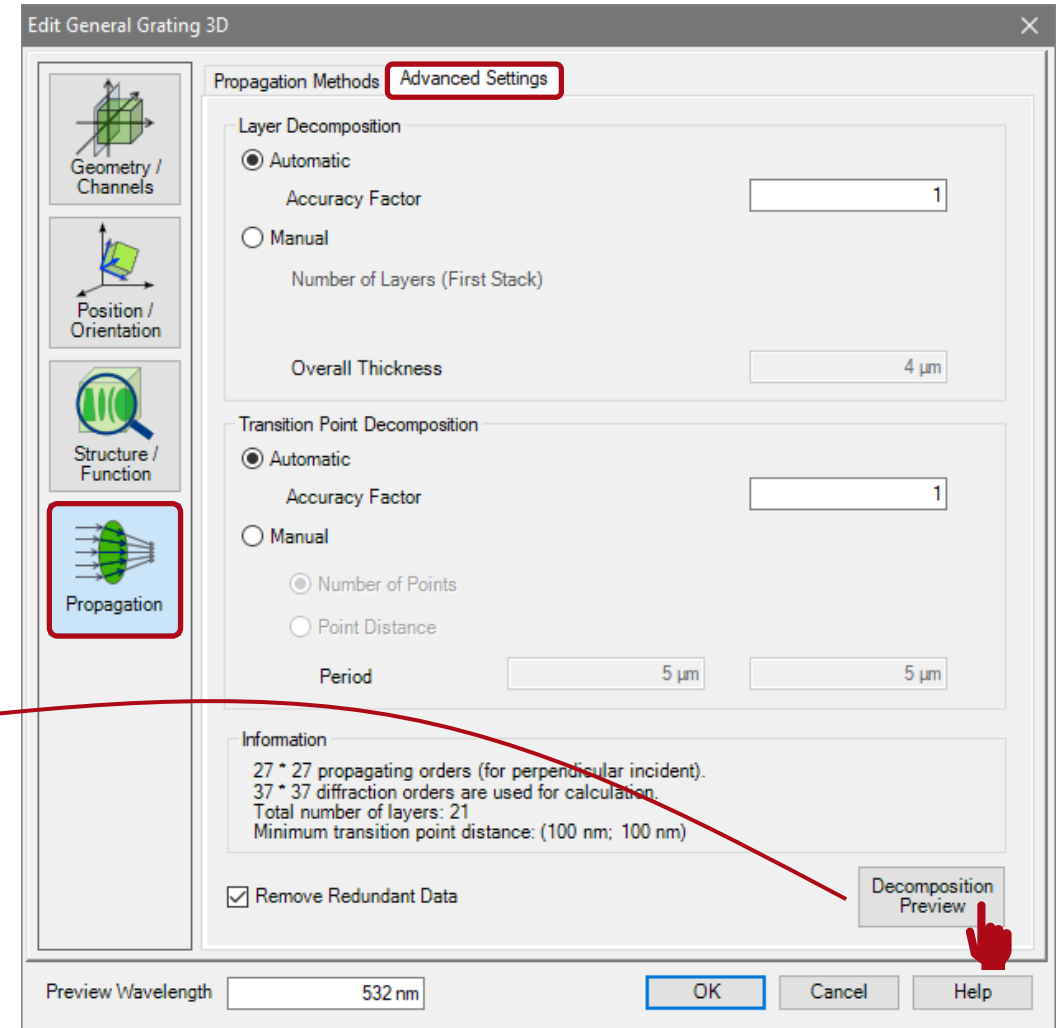 Edit General Grating 3D
Geometry /
Channels
Position /
Orientation
Structure /
Function
Propagation
Propagation Methods Advanced Settings
Layer Decomposition
Automatic
Accuracy Factor 1
Manual
Number of Layers (First Stack)
Overall Thickness 4 µm
Transition Point Decomposition
Automatic
Accuracy Factor 1
Manual
Number of Points
Point Distance
Period 5 µm 5 µm
Information
27 * 27 propagating orders (for perpendicular incident).
37 * 37 diffraction orders are used for calculation.
Total number of layers: 21
Minimum transition point distance: (100 nm; 100 nm)
Remove Redundant Data
Decomposition
Preview
Preview Wavelength 532 nm OK Cancel Help